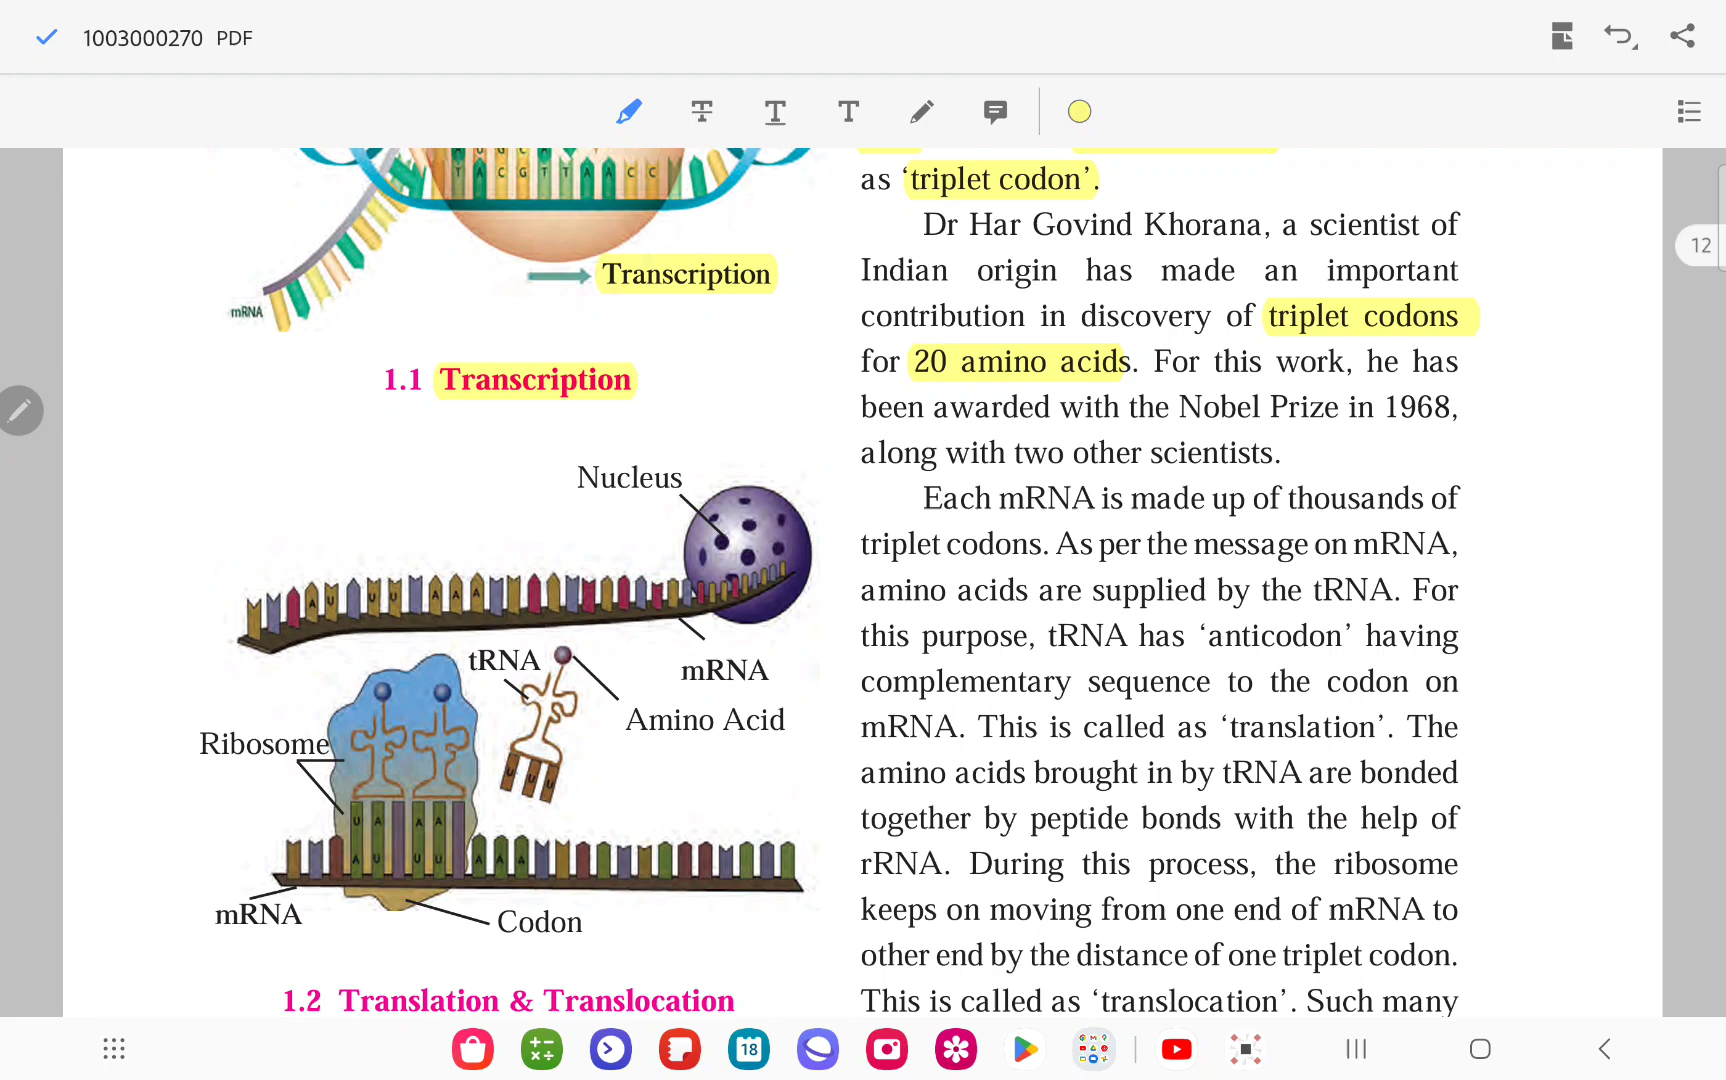 1003000270 PDF
12
A U G C A
T A C G T T A A C C
mRNA
Transcription
1.1 Transcription
Nucleus
A U U U A A A
mRNA
tRNA
Amino Acid
Ribosome
U U U
U A A A
A U U U A A A
mRNA
Codon
1.2 Translation & Translocation
as ‘triplet codon’.
Dr Har Govind Khorana, a scientist of
Indian origin has made an important
contribution in discovery of triplet codons
for 20 amino acids. For this work, he has
been awarded with the Nobel Prize in 1968,
along with two other scientists.
Each mRNA is made up of thousands of
triplet codons. As per the message on mRNA,
amino acids are supplied by the tRNA. For
this purpose, tRNA has ‘anticodon’ having
complementary sequence to the codon on
mRNA. This is called as ‘translation’. The
amino acids brought in by tRNA are bonded
together by peptide bonds with the help of
rRNA. During this process, the ribosome
keeps on moving from one end of mRNA to
other end by the distance of one triplet codon.
This is called as ‘translocation’. Such many
18